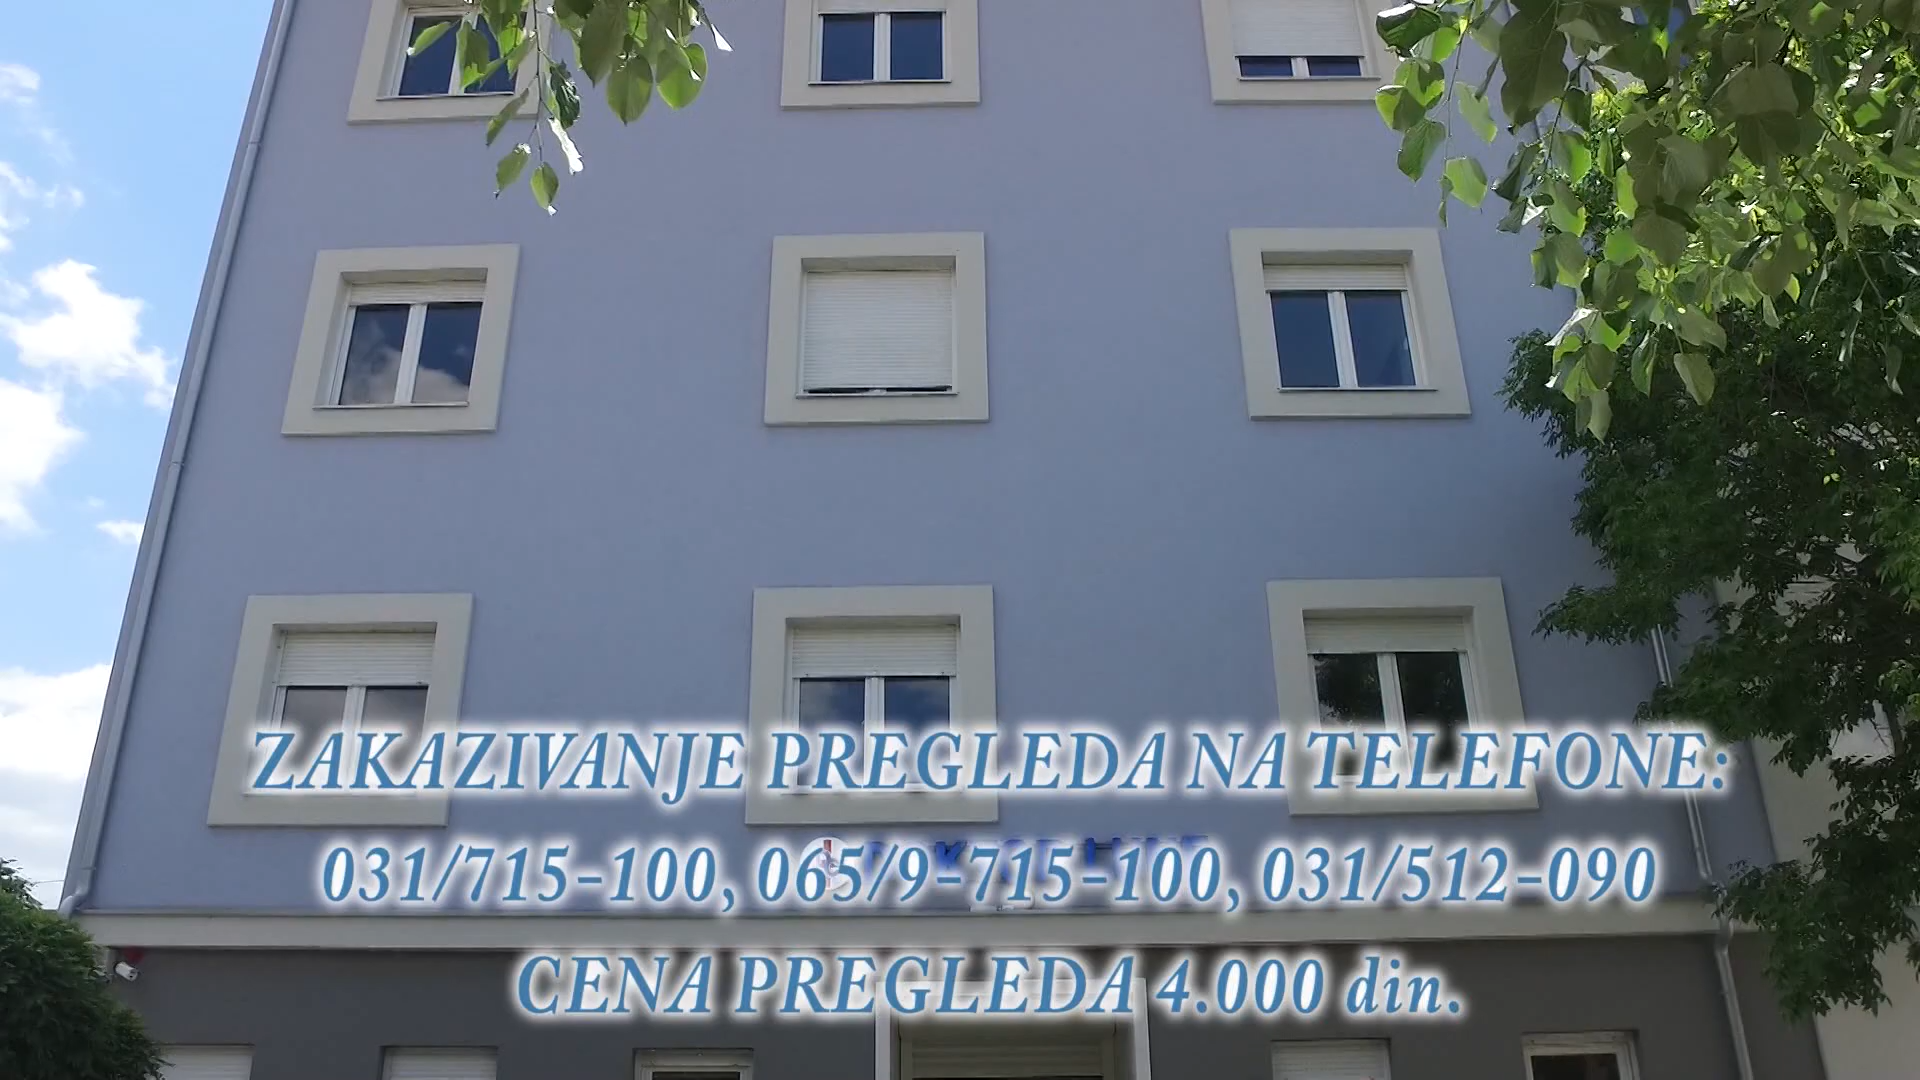 ZAKAZIVANJE PREGLEDA NA TELEFONE:
031/715-100, 065/9-715-100, 031/512-090
CENA PREGLEDA 4.000 din.